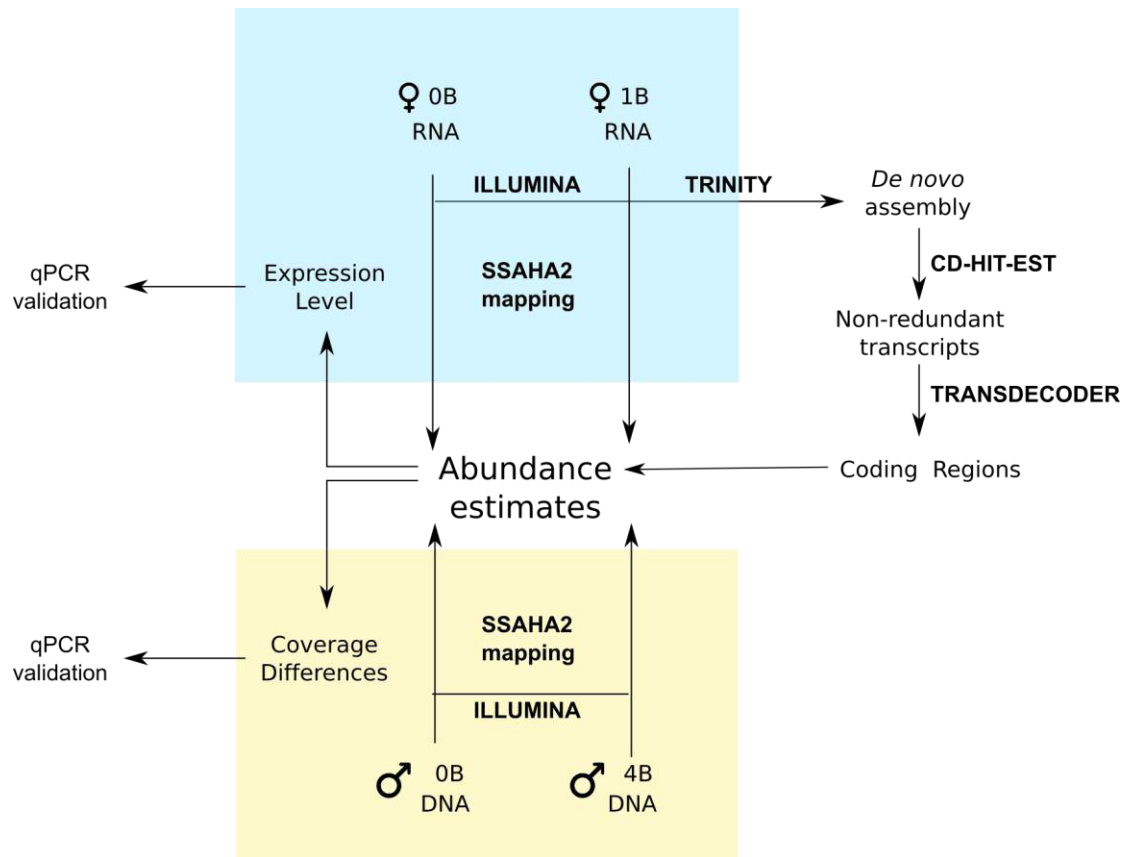 ♀ 0B
RNA
♀ 1B
RNA
ILLUMINA
TRINITY
De novo
assembly
SSAHA2
mapping
CD-HIT-EST
qPCR
validation
Expression
Level
Non-redundant
transcripts
TRANSDECODER
Abundance
estimates
Coding Regions
SSAHA2
mapping
qPCR
validation
Coverage
Differences
ILLUMINA
♂ 0B
DNA
♂ 4B
DNA